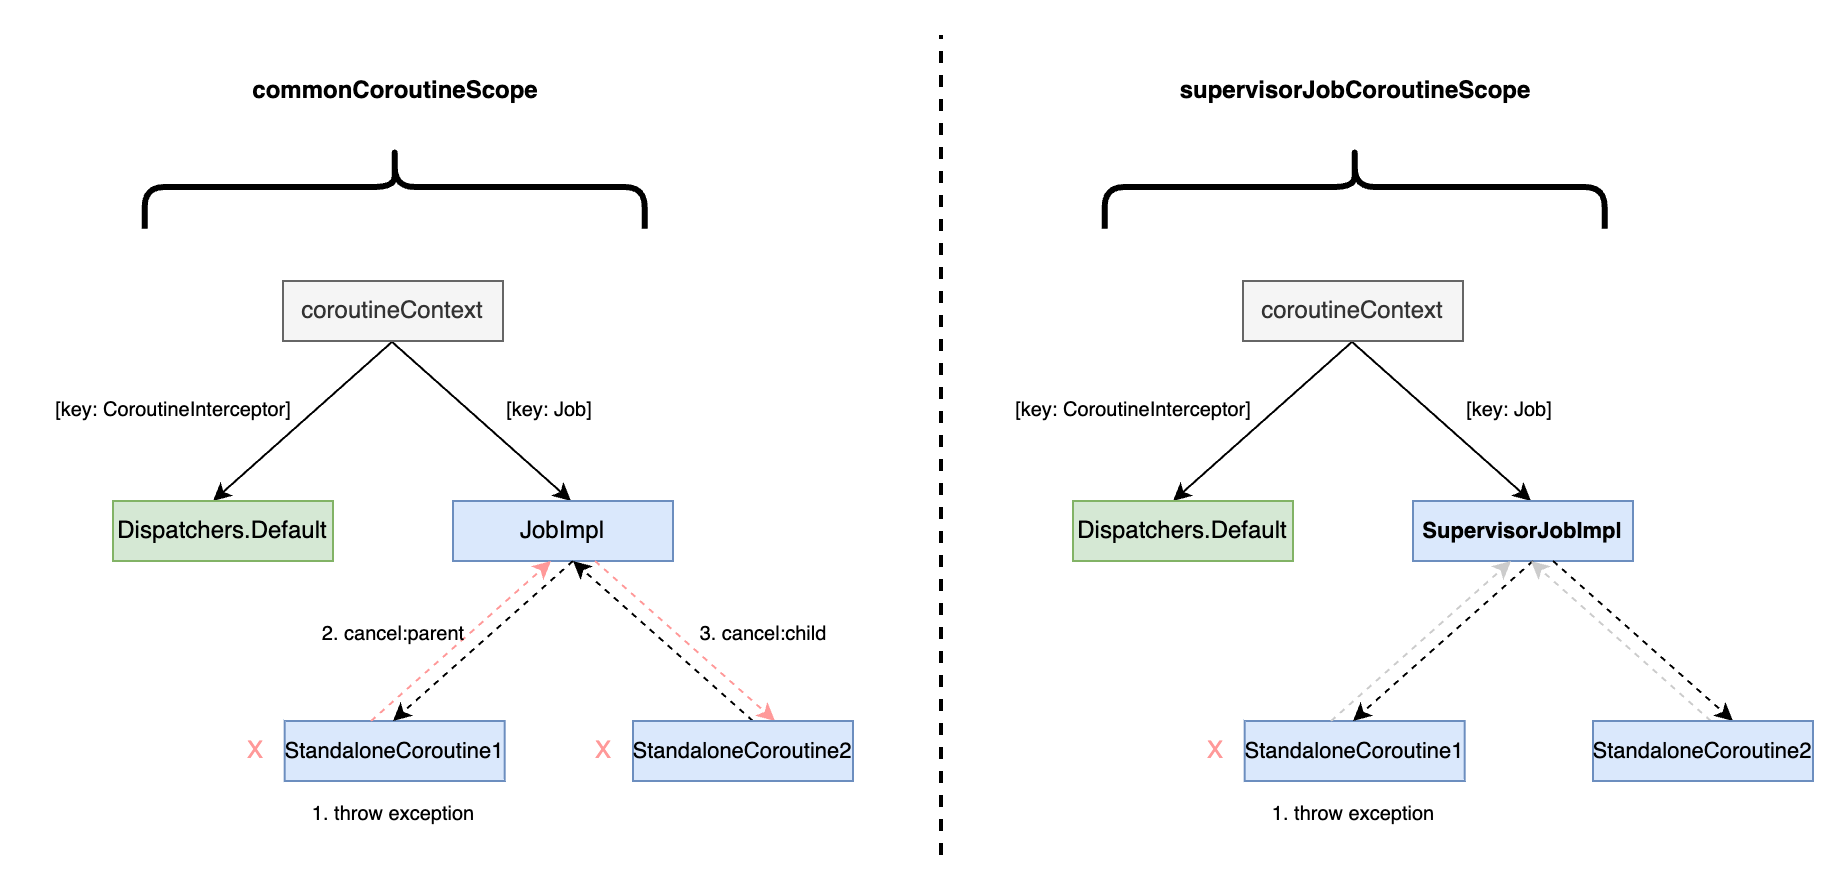 commonCoroutineScope
coroutineContext
[key: CoroutineInterceptor]
[key: Job]
Dispatchers.Default
JobImpl
2. cancel:parent
3. cancel:child
X
StandaloneCoroutine1
X
StandaloneCoroutine2
1. throw exception
supervisorJobCoroutineScope
coroutineContext
[key: CoroutineInterceptor]
[key: Job]
Dispatchers.Default
SupervisorJobImpl
X
StandaloneCoroutine1
StandaloneCoroutine2
1. throw exception